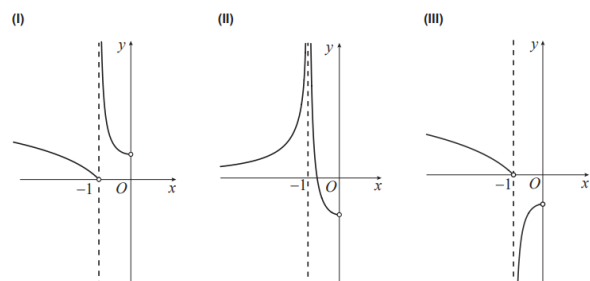 (I) (II) (III)
y y y
−1 O x −1 O x −1 O x